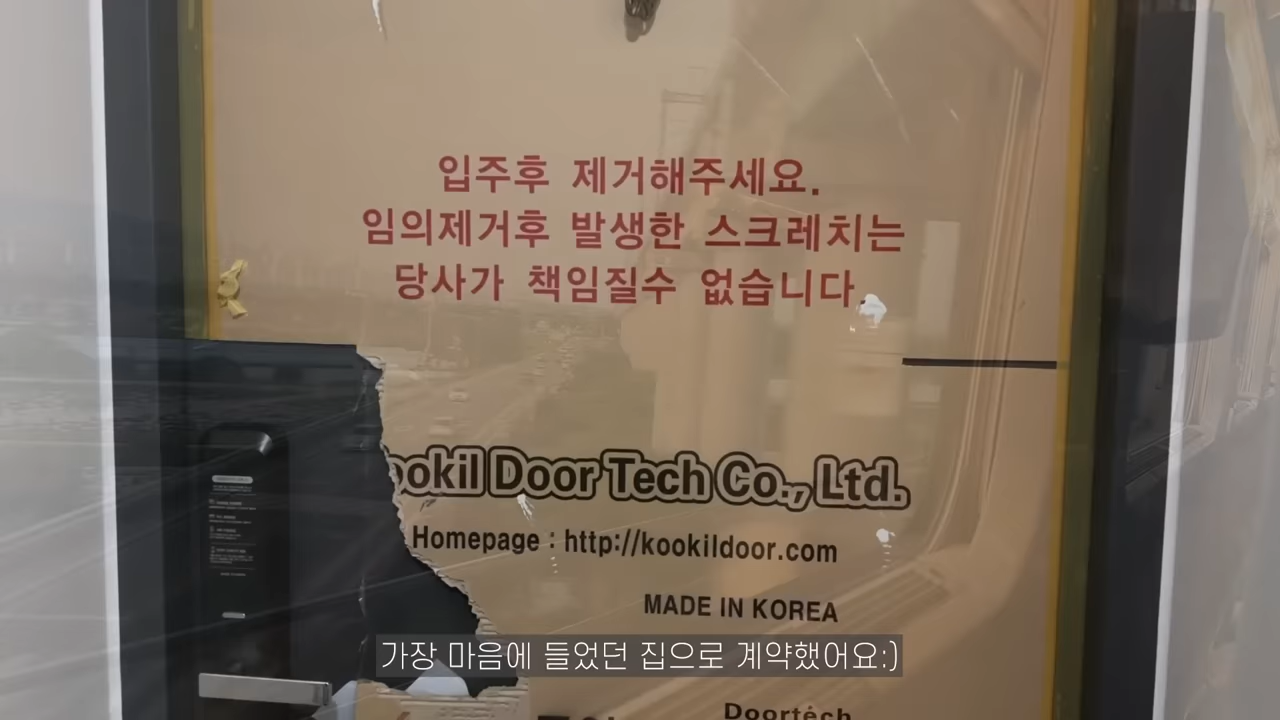 입주후 제거해주세요.
임의제거후 발생한 스크레치는
당사가 책임질수 없습니다.
ookil Door Tech Co., Ltd.
Homepage : http://kookildoor.com
MADE IN KOREA
가장 마음에 들었던 집으로 계약했어요:)
Doortech